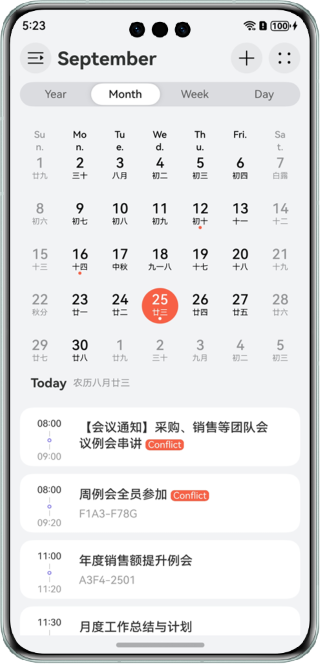 5:23
100
September
Year Month Week Day
Su
n. Mo
n. Tu
e. We
d. Th
u. Fri. Sa
t.
1 2 3 4 5 6 7
廿九 三十 八月 初二 初三 初四 白露
8 9 10 11 12 13 14
初六 初七 初八 初九 初十 十一 十二
15 16 17 18 19 20 21
十三 十四 中秋 九一八 十七 十八 十九
22 23 24 25 26 27 28
秋分 廿一 廿二 廿三 廿四 廿五 廿六
29 30 1 2 3 4 5
廿七 廿八 廿九 三十 九月 初二 初三
Today 农历八月廿三
08:00 【会议通知】采购、销售等团队会
议例会串讲 Conflict
09:00
08:00 周例会全员参加 Conflict
F1A3-F78G
09:20
11:00 年度销售额提升例会
A3F4-2501
11:20
11:30 月度工作总结与计划